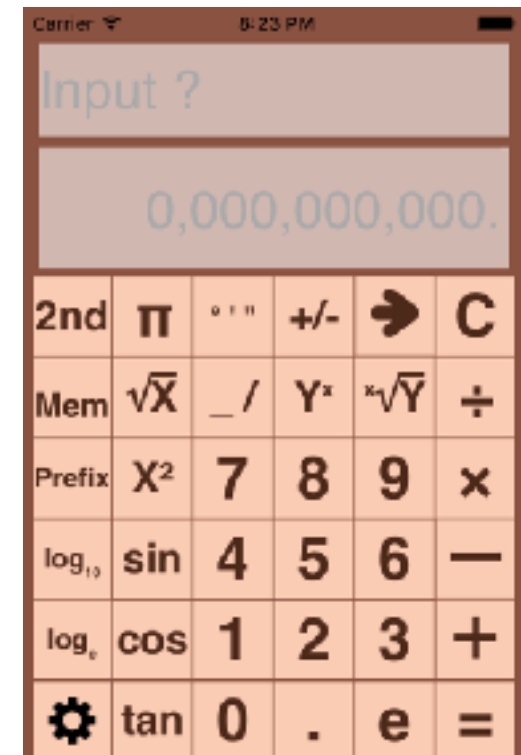 Carrier 8:23 PM
Input ?
0,000,000,000.
2nd π ° ' " +/- C
Mem √X _ / Yˣ ˣ√Y ÷
Prefix X² 7 8 9 ×
log₁₀ sin 4 5 6 −
logₑ cos 1 2 3 +
tan 0 . e =